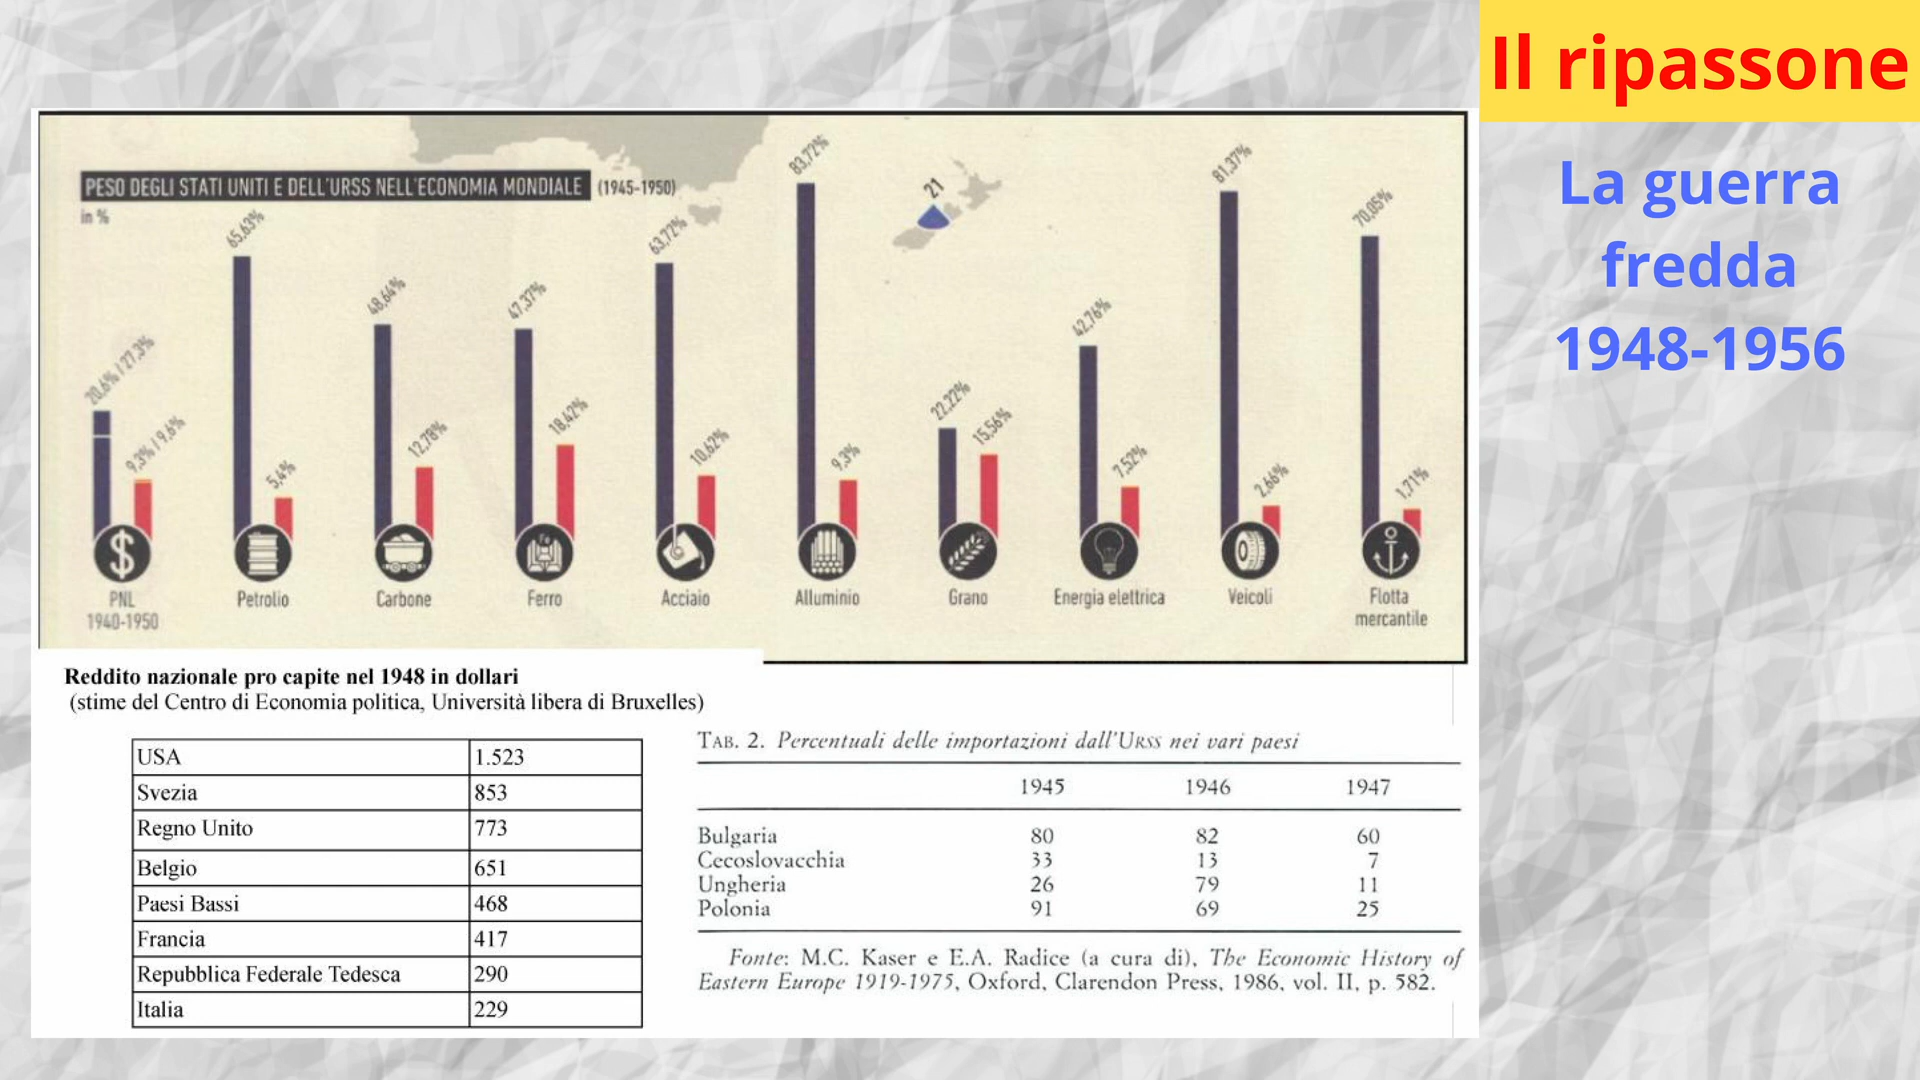 Il ripassone
La guerra
fredda
1948-1956
PESO DEGLI STATI UNITI E DELL'URSS NELL'ECONOMIA MONDIALE (1945-1950)
in %
20,6% / 27,3%
9,3% / 9,6%
65,63%
5,4%
48,64%
12,78%
47,37%
18,42%
63,72%
10,62%
83,72%
9,3%
21
22,22%
15,56%
42,76%
7,52%
81,37%
2,66%
70,05%
1,71%
Fe
PNL
1940-1950
Petrolio
Carbone
Ferro
Acciaio
Alluminio
Grano
Energia elettrica
Veicoli
Flotta
mercantile
Reddito nazionale pro capite nel 1948 in dollari
(stime del Centro di Economia politica, Università libera di Bruxelles)
USA 1.523
Svezia 853
Regno Unito 773
Belgio 651
Paesi Bassi 468
Francia 417
Repubblica Federale Tedesca 290
Italia 229
TAB. 2. Percentuali delle importazioni dall'URSS nei vari paesi
1945 1946 1947
Bulgaria 80 82 60
Cecoslovacchia 33 13 7
Ungheria 26 79 11
Polonia 91 69 25
Fonte: M.C. Kaser e E.A. Radice (a cura di), The Economic History of
Eastern Europe 1919-1975, Oxford, Clarendon Press, 1986, vol. II, p. 582.